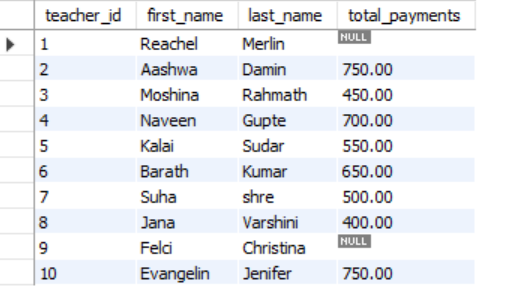 teacher_id first_name last_name total_payments
1 Reachel Merlin NULL
2 Aashwa Damin 750.00
3 Moshina Rahmath 450.00
4 Naveen Gupte 700.00
5 Kalai Sudar 550.00
6 Barath Kumar 650.00
7 Suha shre 500.00
8 Jana Varshini 400.00
9 Felci Christina NULL
10 Evangelin Jenifer 750.00